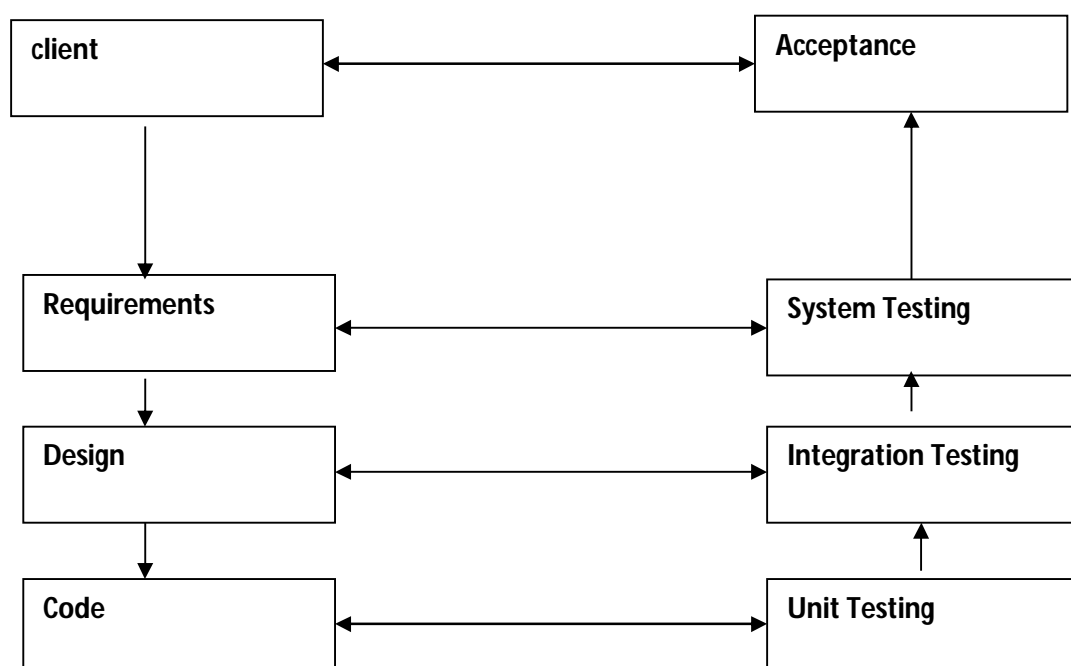 client
Acceptance
Requirements
System Testing
Design
Integration Testing
Code
Unit Testing